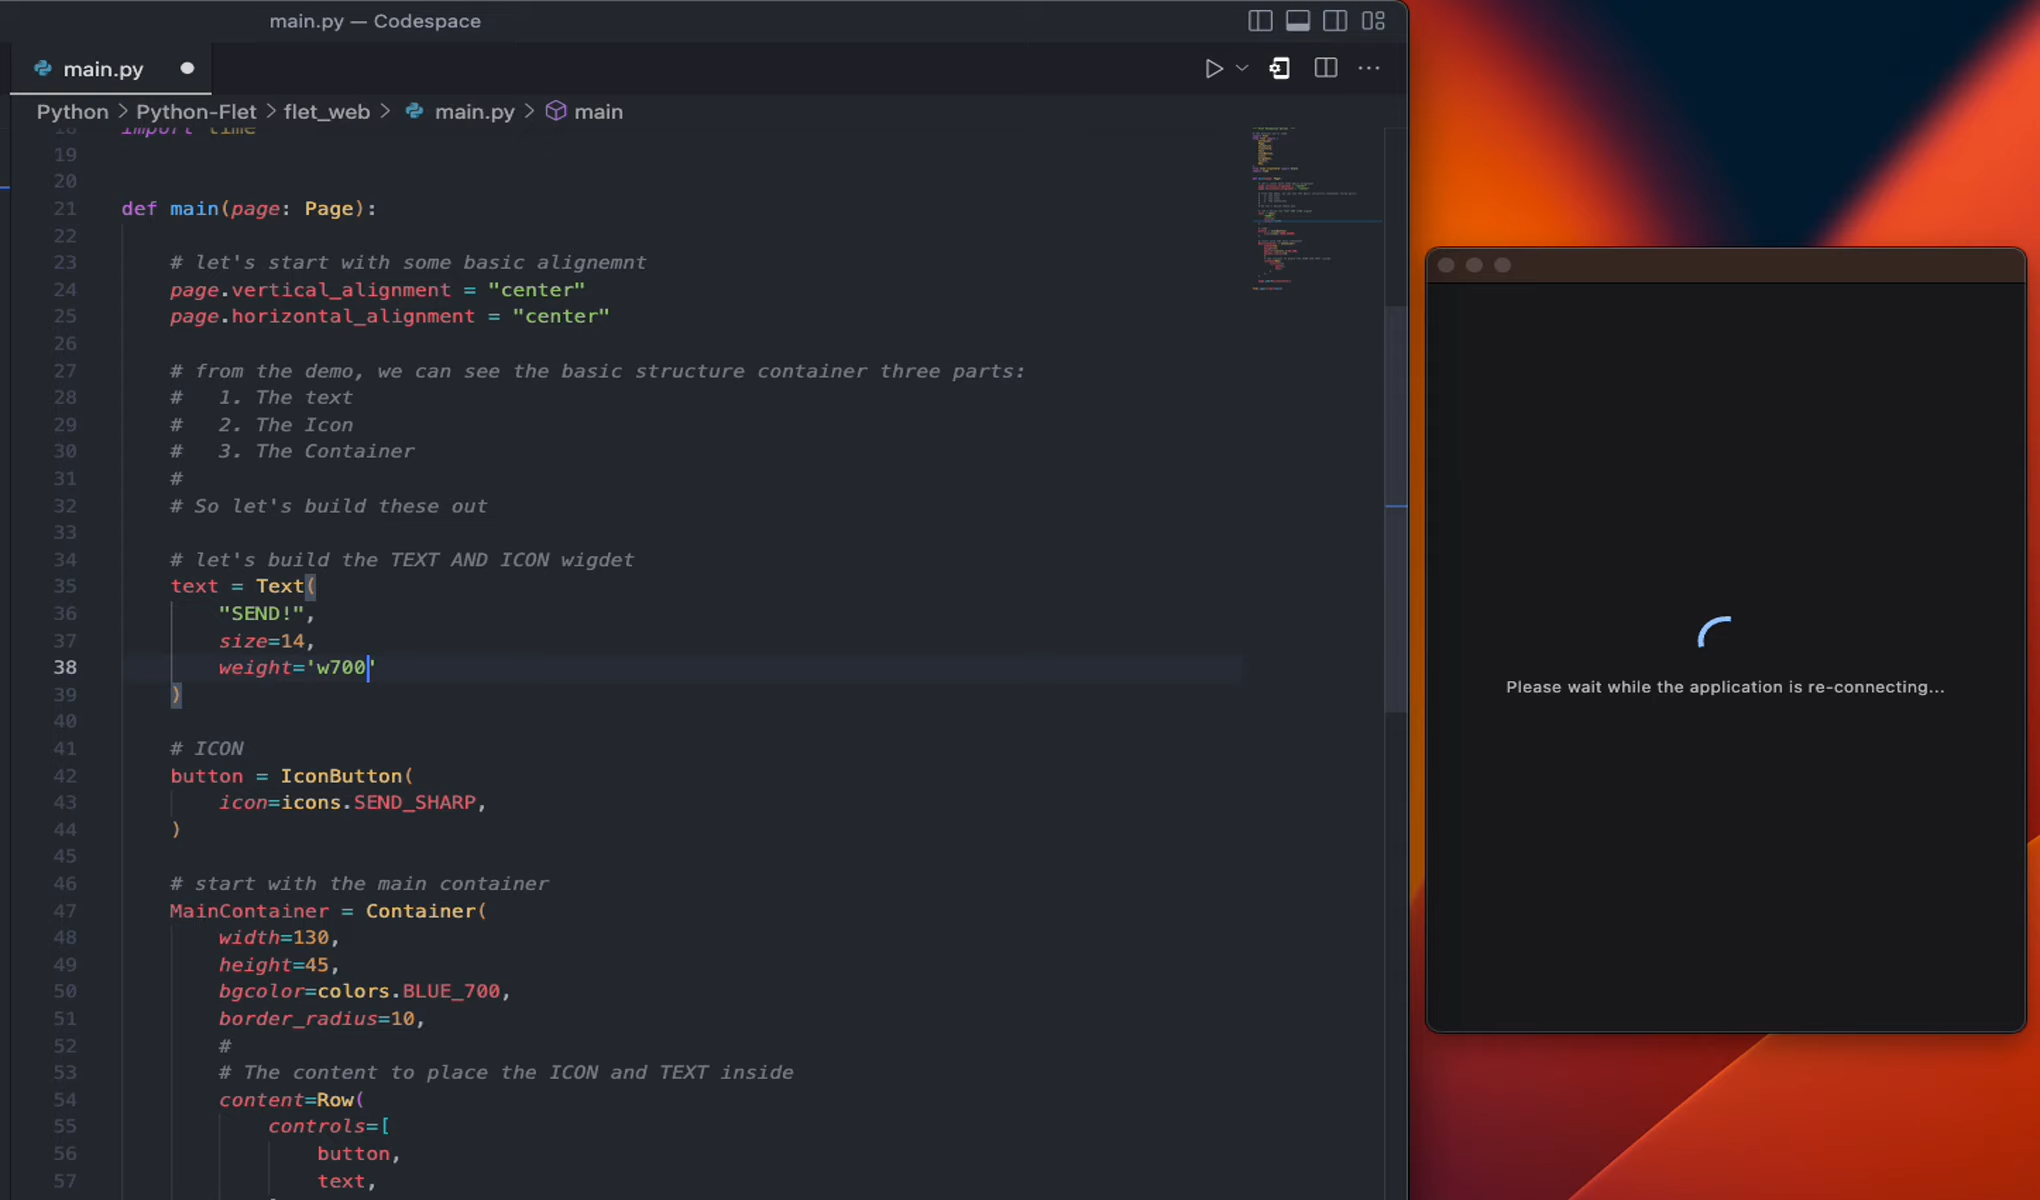 main.py — Codespace
main.py
Python > Python-Flet > flet_web > main.py > main
18 import time
19
20
21 def main(page: Page):
22
23 # let's start with some basic alignemnt
24 page.vertical_alignment = "center"
25 page.horizontal_alignment = "center"
26
27 # from the demo, we can see the basic structure container three parts:
28 #   1. The text
29 #   2. The Icon
30 #   3. The Container
31 #
32 # So let's build these out
33
34 # let's build the TEXT AND ICON wigdet
35 text = Text(
36 "SEND!",
37 size=14,
38 weight='w700'
39 )
40
41 # ICON
42 button = IconButton(
43 icon=icons.SEND_SHARP,
44 )
45
46 # start with the main container
47 MainContainer = Container(
48 width=130,
49 height=45,
50 bgcolor=colors.BLUE_700,
51 border_radius=10,
52 #
53 # The content to place the ICON and TEXT inside
54 content=Row(
55 controls=[
56 button,
57 text,
Please wait while the application is re-connecting...